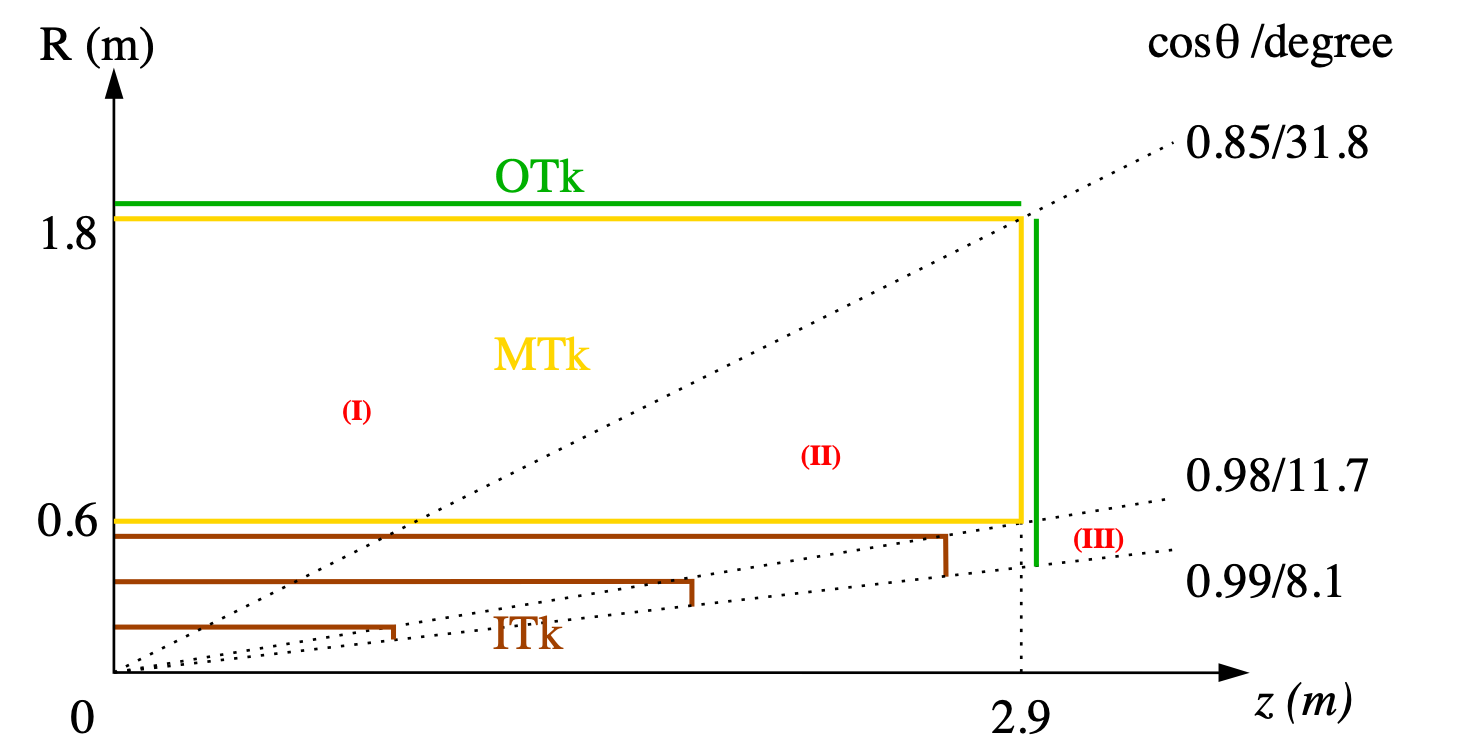 R (m)
cosθ /degree
0.85/31.8
OTk
1.8
MTk
(I)
(II)
0.98/11.7
0.6
(III)
0.99/8.1
ITk
0
2.9
z (m)